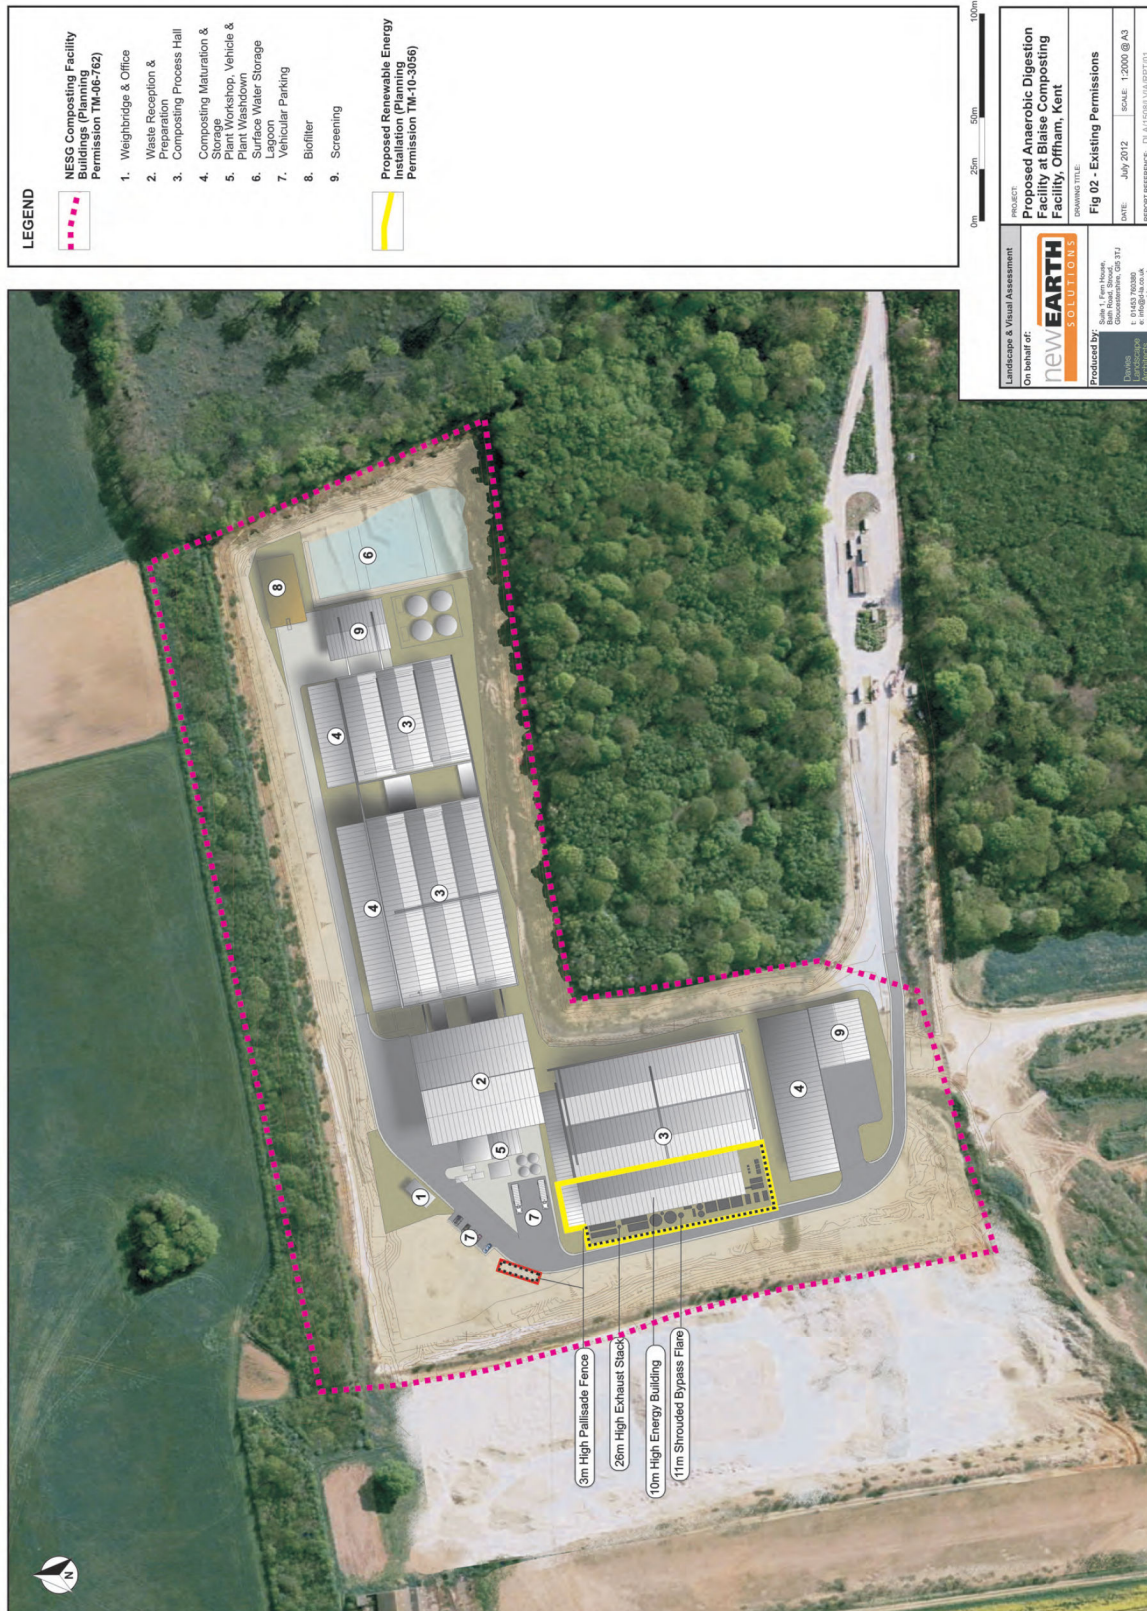 LEGEND
NESG Composting Facility
Buildings (Planning
Permission TM-06-762)
1. Weighbridge & Office
2. Waste Reception &
Preparation
3. Composting Process Hall
4. Composting Maturation &
Storage
5. Plant Workshop, Vehicle &
Plant Washdown
6. Surface Water Storage
Lagoon
7. Vehicular Parking
8. Biofilter
9. Screening
Proposed Renewable Energy
Installation (Planning
Permission TM-10-3056)
N
1
7
7
5
2
4
3
4
3
9
8
6
3
4
9
3m High Pallisade Fence
26m High Exhaust Stack
10m High Energy Building
11m Shrouded Bypass Flare
0m 25m 50m 100m
Landscape & Visual Assessment
On behalf of:
newEARTH
SOLUTIONS
Produced by:
Davies
Landscape
Architects
Suite 1, Fern House,
Bath Road, Stroud,
Gloucestershire, Gl5 3TJ
t: 01453 760380
e: info@d-la.co.uk
PROJECT:
Proposed Anaerobic Digestion
Facility at Blaise Composting
Facility, Offham, Kent
DRAWING TITLE:
Fig 02 - Existing Permissions
DATE: July 2012 SCALE: 1:2000 @ A3
REPORT REFERENCE: